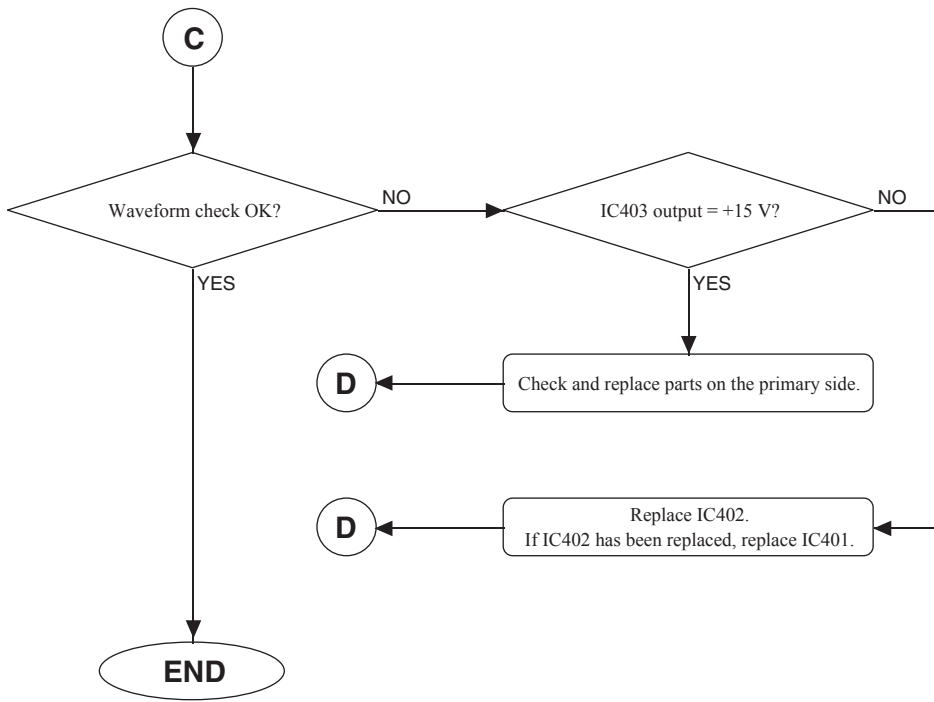 C
Waveform check OK?
NO
IC403 output = +15 V?
NO
YES
YES
D
Check and replace parts on the primary side.
D
Replace IC402.
If IC402 has been replaced, replace IC401.
END